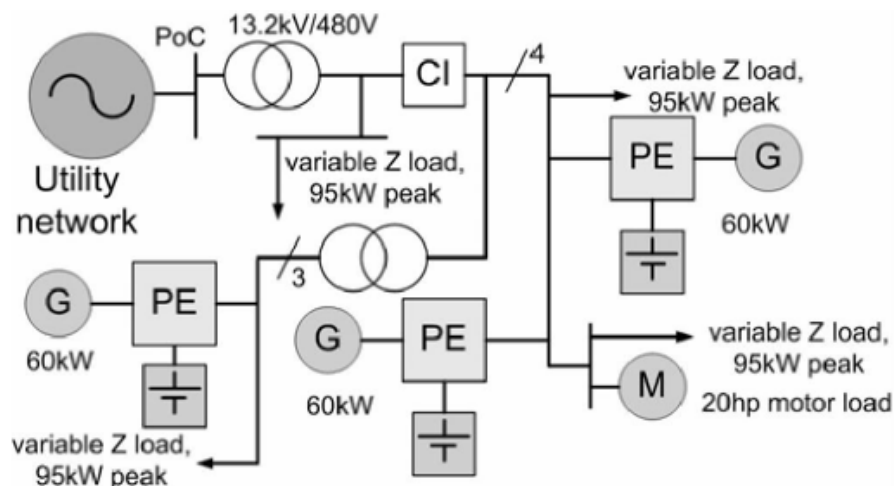 13.2kV/480V
PoC
CI
4
variable Z load,
95kW peak
PE
G
60kW
Utility
network
variable Z load,
95kW peak
3
G
PE
60kW
G
PE
60kW
variable Z load,
95kW peak
M
20hp motor load
variable Z load,
95kW peak